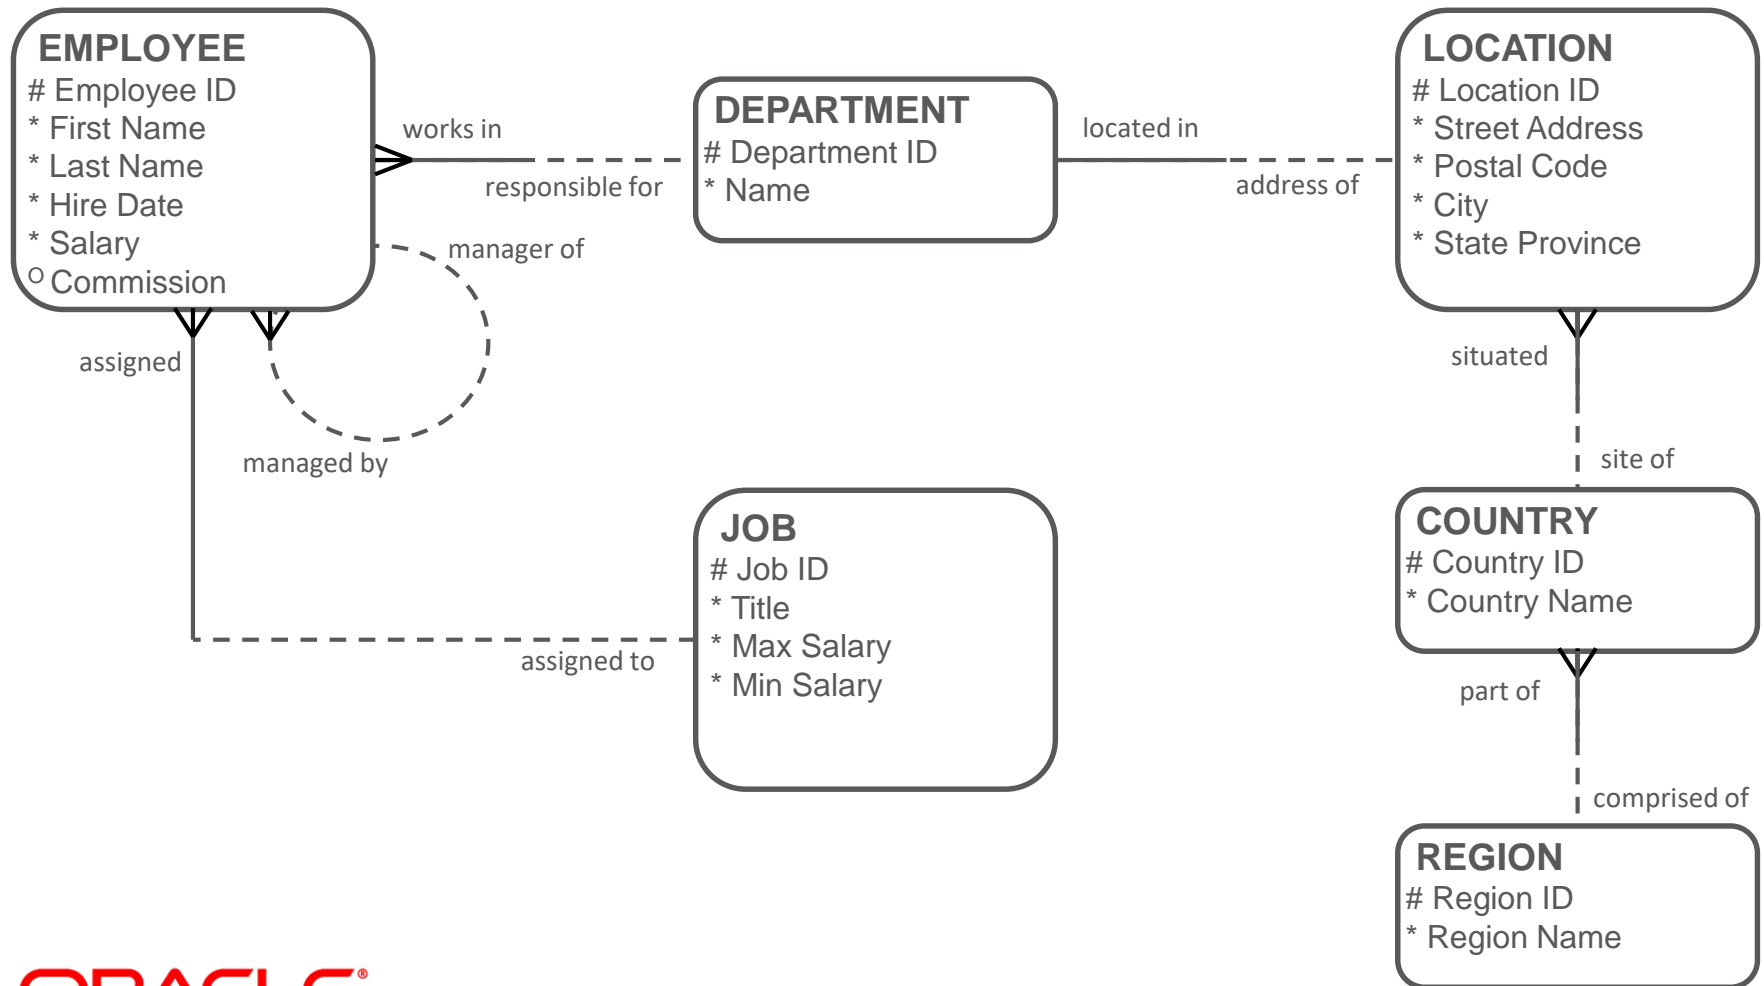 EMPLOYEE
# Employee ID
* First Name
* Last Name
* Hire Date
* Salary
O Commission
works in
responsible for
manager of
managed by
assigned
assigned to
DEPARTMENT
# Department ID
* Name
located in
address of
LOCATION
# Location ID
* Street Address
* Postal Code
* City
* State Province
situated
site of
JOB
# Job ID
* Title
* Max Salary
* Min Salary
COUNTRY
# Country ID
* Country Name
part of
comprised of
REGION
# Region ID
* Region Name
ORACLE®